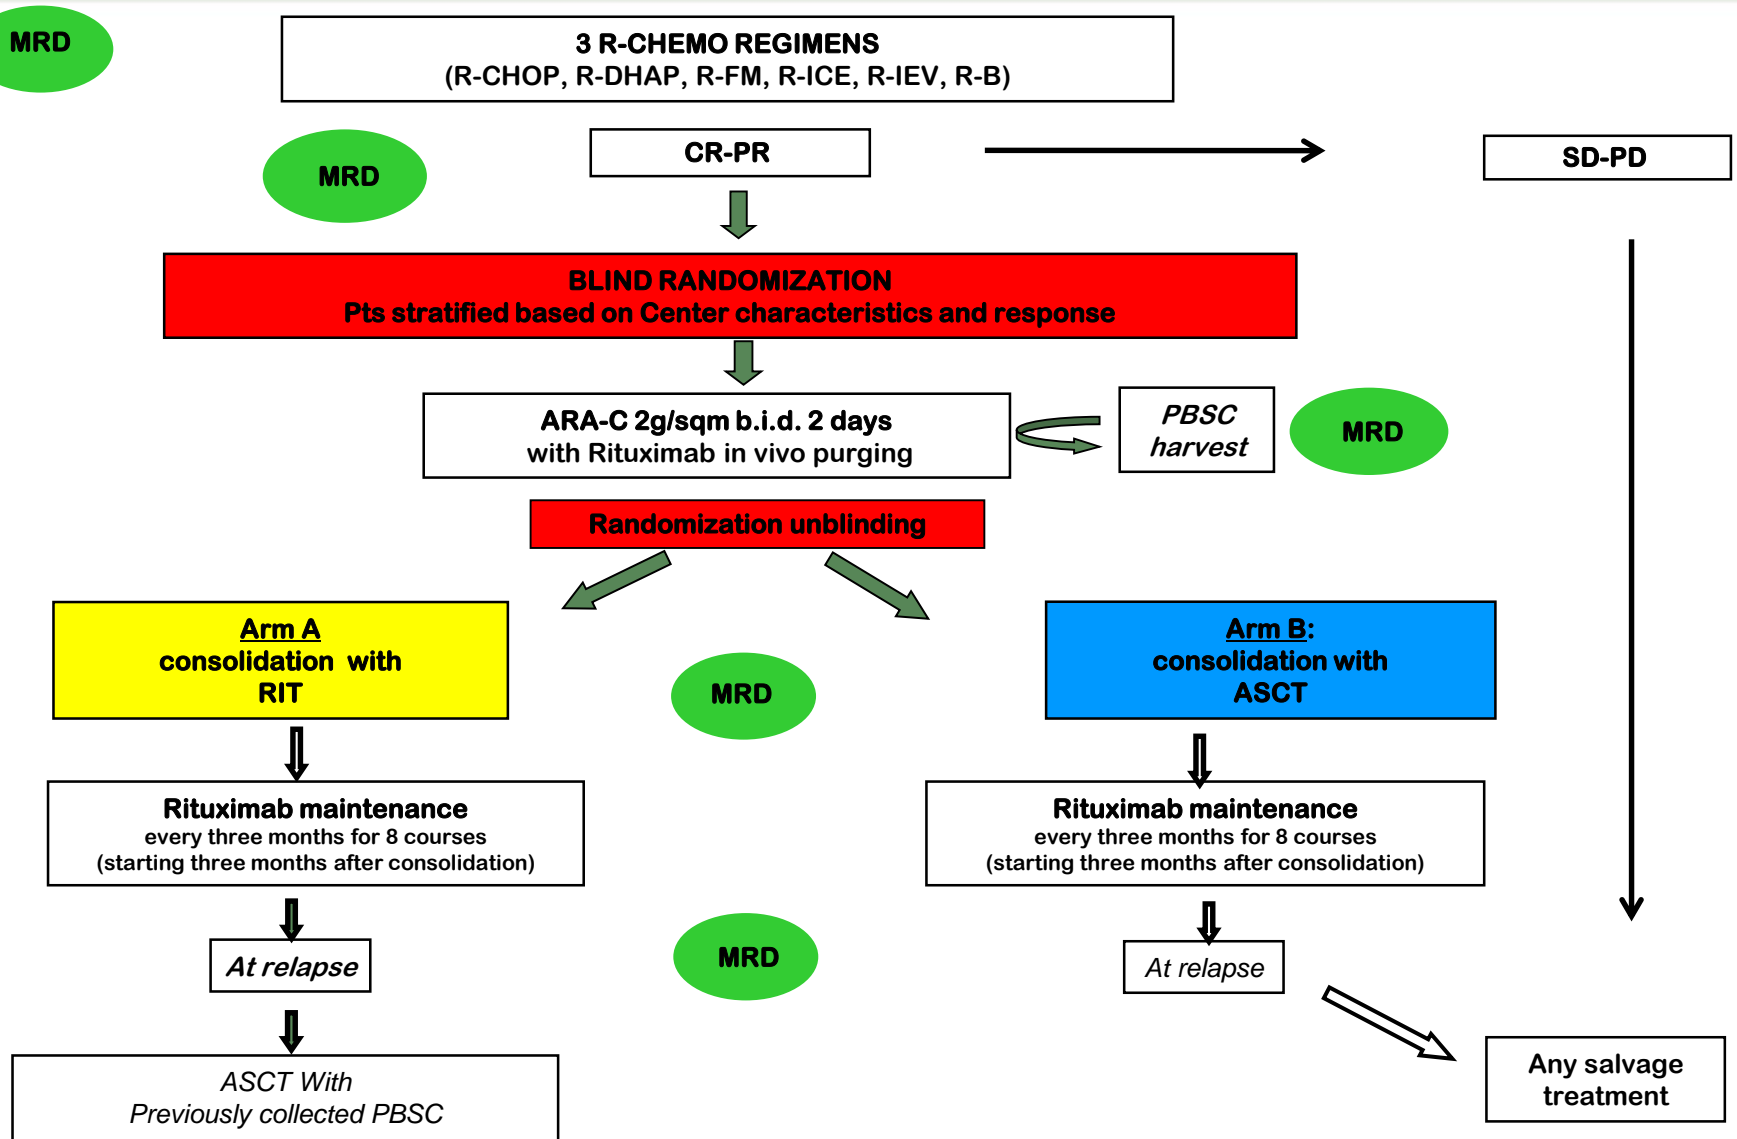 MRD
3 R-CHEMO REGIMENS
(R-CHOP, R-DHAP, R-FM, R-ICE, R-IEV, R-B)
MRD
CR-PR
SD-PD
BLIND RANDOMIZATION
Pts stratified based on Center characteristics and response
ARA-C 2g/sqm b.i.d. 2 days
with Rituximab in vivo purging
PBSC
harvest
MRD
Randomization unblinding
Arm A
consolidation with
RIT
MRD
Arm B:
consolidation with
ASCT
Rituximab maintenance
every three months for 8 courses
(starting three months after consolidation)
Rituximab maintenance
every three months for 8 courses
(starting three months after consolidation)
At relapse
MRD
At relapse
ASCT With
Previously collected PBSC
Any salvage
treatment